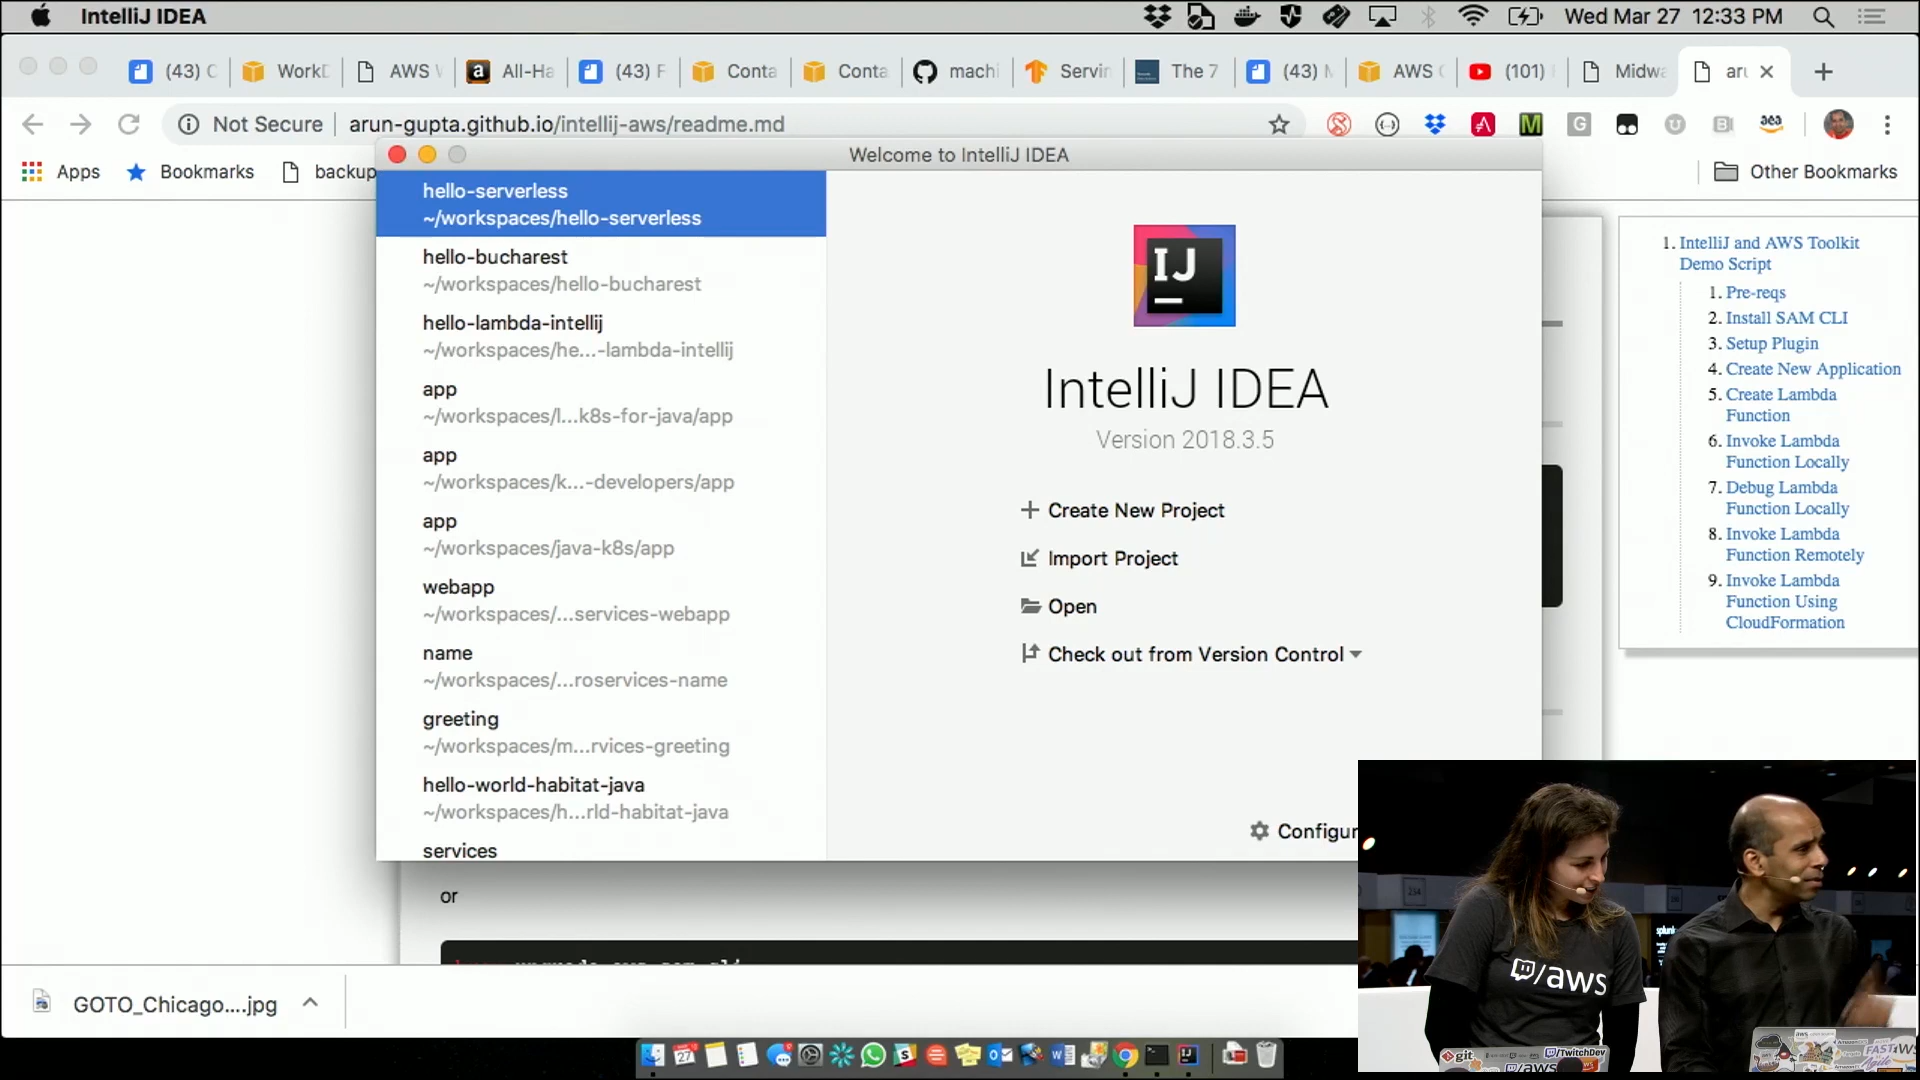 IntelliJ IDEA
Wed Mar 27 12:33 PM
(43) C
WorkD
AWS V
All-Ha
(43) F
Conta
Conta
machi
Servin
The 7
(43) M
AWS C
(101)
Midwa
aru
Not Secure
arun-gupta.github.io/intellij-aws/readme.md
Apps
Bookmarks
backup
Other Bookmarks
Welcome to IntelliJ IDEA
hello-serverless
~/workspaces/hello-serverless
hello-bucharest
~/workspaces/hello-bucharest
hello-lambda-intellij
~/workspaces/he...-lambda-intellij
app
~/workspaces/l...k8s-for-java/app
app
~/workspaces/k...-developers/app
app
~/workspaces/java-k8s/app
webapp
~/workspaces/...services-webapp
name
~/workspaces/...roservices-name
greeting
~/workspaces/m...rvices-greeting
hello-world-habitat-java
~/workspaces/h...rld-habitat-java
services
IJ
IntelliJ IDEA
Version 2018.3.5
Create New Project
Import Project
Open
Check out from Version Control
Configur
1. IntelliJ and AWS Toolkit
Demo Script
1. Pre-reqs
2. Install SAM CLI
3. Setup Plugin
4. Create New Application
5. Create Lambda
Function
6. Invoke Lambda
Function Locally
7. Debug Lambda
Function Locally
8. Invoke Lambda
Function Remotely
9. Invoke Lambda
Function Using
CloudFormation
or
GOTO_Chicago....jpg
27
splunk
/aws
git
/TwitchDev
/aws